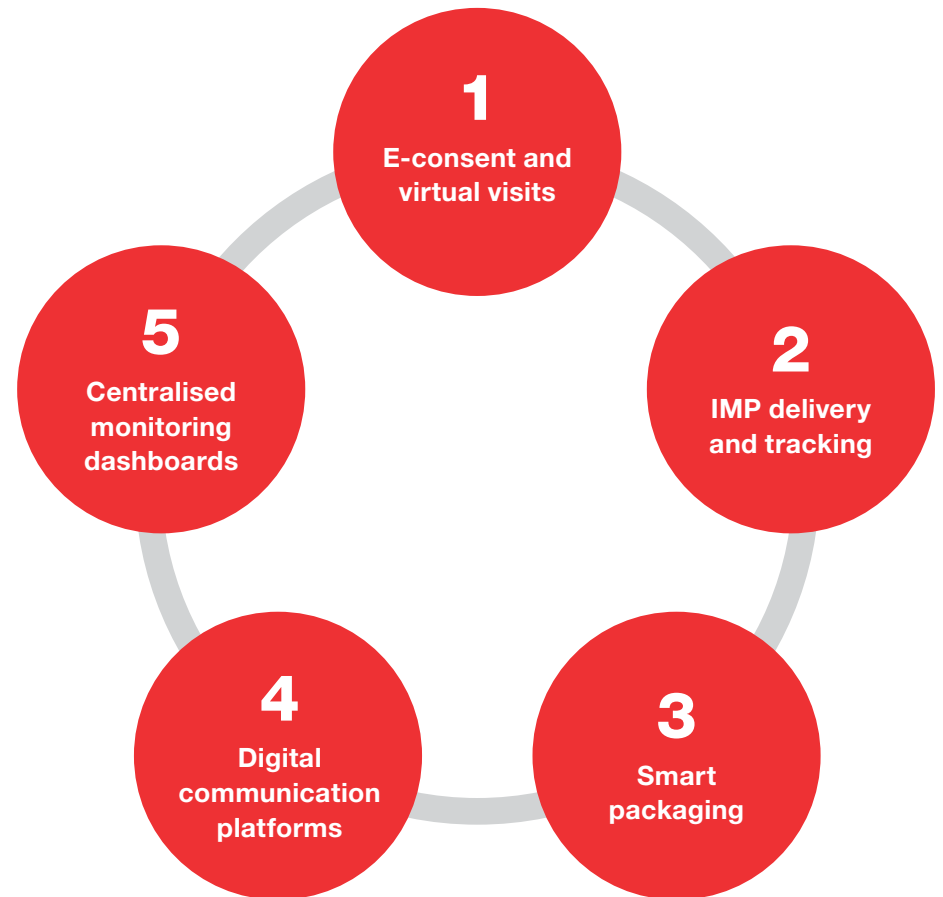 1
E-consent and
virtual visits
2
IMP delivery
and tracking
3
Smart
packaging
4
Digital
communication
platforms
5
Centralised
monitoring
dashboards